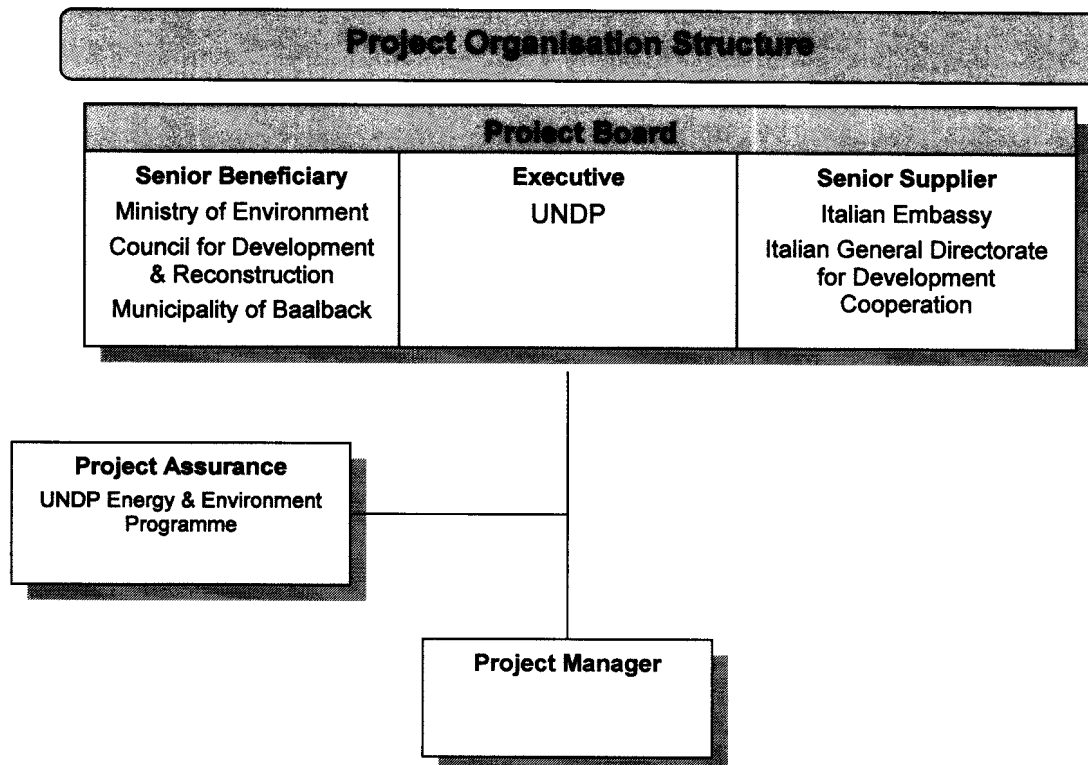 Project Organisation Structure
Project Board
Senior Beneficiary
Ministry of Environment
Council for Development
& Reconstruction
Municipality of Baalback
Executive
UNDP
Senior Supplier
Italian Embassy
Italian General Directorate
for Development
Cooperation
Project Assurance
UNDP Energy & Environment
Programme
Project Manager